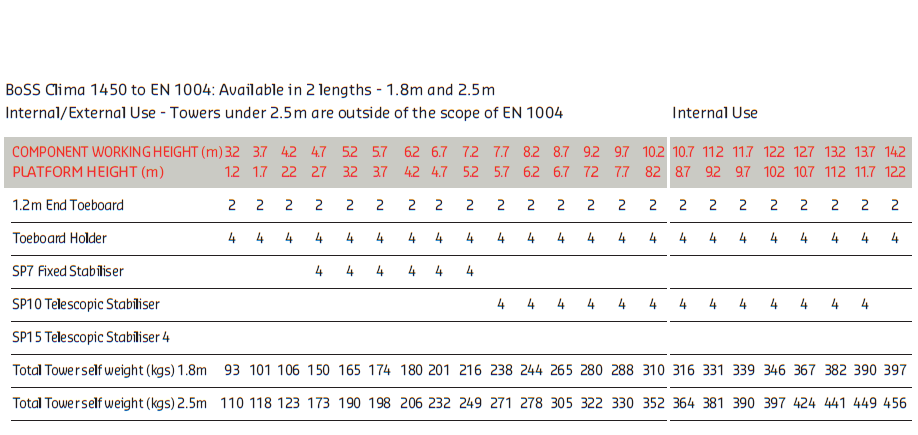 BoSS Clima 1450 to EN 1004: Available in 2 lengths - 1.8m and 2.5m
Internal/External Use - Towers under 2.5m are outside of the scope of EN 1004 Internal Use
COMPONENT WORKING HEIGHT (m) 3.2 3.7 4.2 4.7 5.2 5.7 6.2 6.7 7.2 7.7 8.2 8.7 9.2 9.7 10.2 10.7 11.2 11.7 12.2 12.7 13.2 13.7 14.2
PLATFORM HEIGHT (m) 1.2 1.7 2.2 2.7 3.2 3.7 4.2 4.7 5.2 5.7 6.2 6.7 7.2 7.7 8.2 8.7 9.2 9.7 10.2 10.7 11.2 11.7 12.2
1.2m End Toeboard 2 2 2 2 2 2 2 2 2 2 2 2 2 2 2 2 2 2 2 2 2 2 2
Toeboard Holder 4 4 4 4 4 4 4 4 4 4 4 4 4 4 4 4 4 4 4 4 4 4 4
SP7 Fixed Stabiliser 4 4 4 4 4 4
SP10 Telescopic Stabiliser 4 4 4 4 4 4 4 4 4 4 4 4 4
SP15 Telescopic Stabiliser 4
Total Tower self weight (kgs) 1.8m 93 101 106 150 165 174 180 201 216 238 244 265 280 288 310 316 331 339 346 367 382 390 397
Total Tower self weight (kgs) 2.5m 110 118 123 173 190 198 206 232 249 271 278 305 322 330 352 364 381 390 397 424 441 449 456